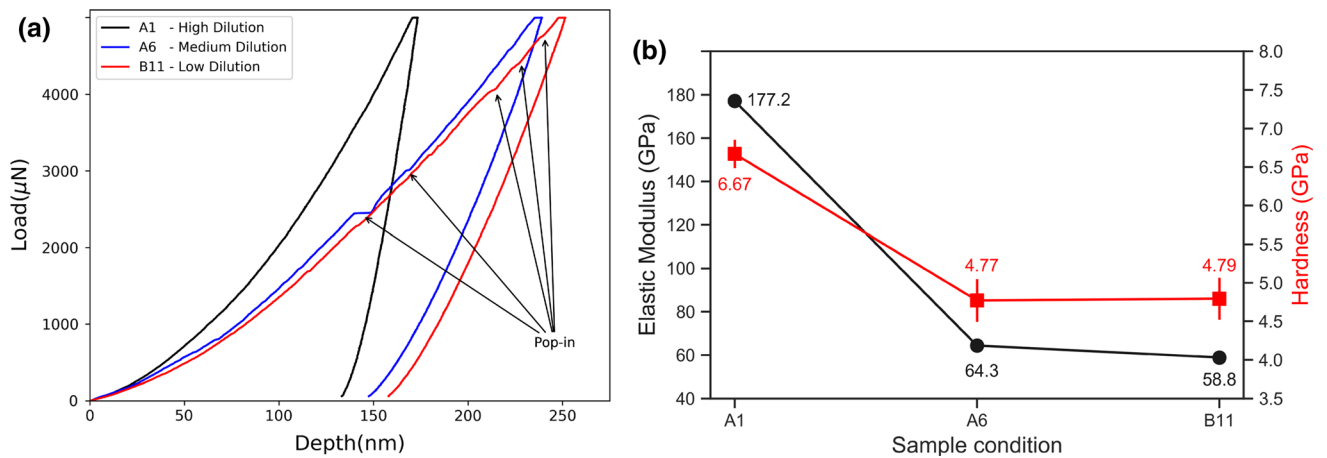 (a)
A1 - High Dilution
A6 - Medium Dilution
B11 - Low Dilution
Load(μN)
4000
3000
2000
1000
0
Pop-in
0 50 100 150 200 250
Depth(nm)
(b)
Elastic Modulus (GPa)
180
160
140
120
100
80
60
40
177.2
6.67
4.77
64.3
4.79
58.8
8.0
7.5
7.0
6.5
6.0
5.5
5.0
4.5
4.0
3.5
Hardness (GPa)
A1 A6 B11
Sample condition